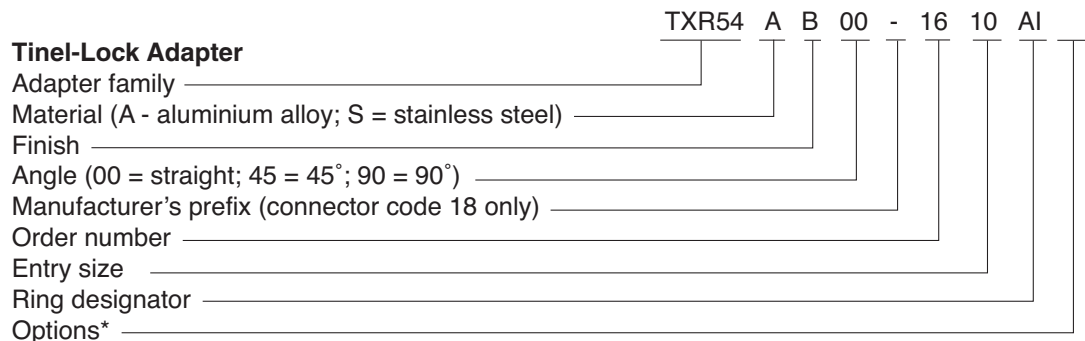 TXR54 A B 00 - 16 10 AI
Tinel-Lock Adapter
Adapter family
Material (A - aluminium alloy; S = stainless steel)
Finish
Angle (00 = straight; 45 = 45˚; 90 = 90˚)
Manufacturer's prefix (connector code 18 only)
Order number
Entry size
Ring designator
Options*